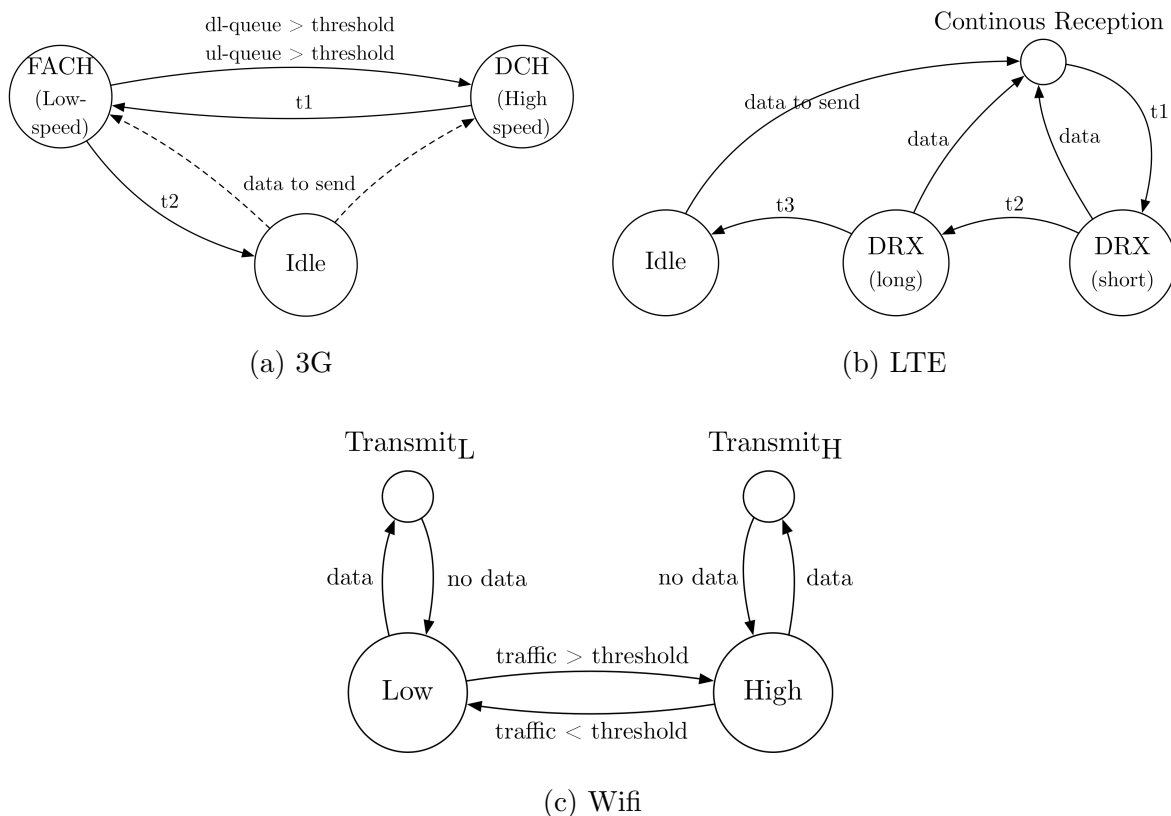 dl-queue > threshold
ul-queue > threshold
FACH
(Low-
speed)
DCH
(High
speed)
t1
data to send
t2
Idle
(a) 3G
Continous Reception
data to send
data
data
t1
t3
t2
Idle
DRX
(long)
DRX
(short)
(b) LTE
Transmit_L
Transmit_H
data
no data
no data
data
traffic > threshold
Low
High
traffic < threshold
(c) Wifi